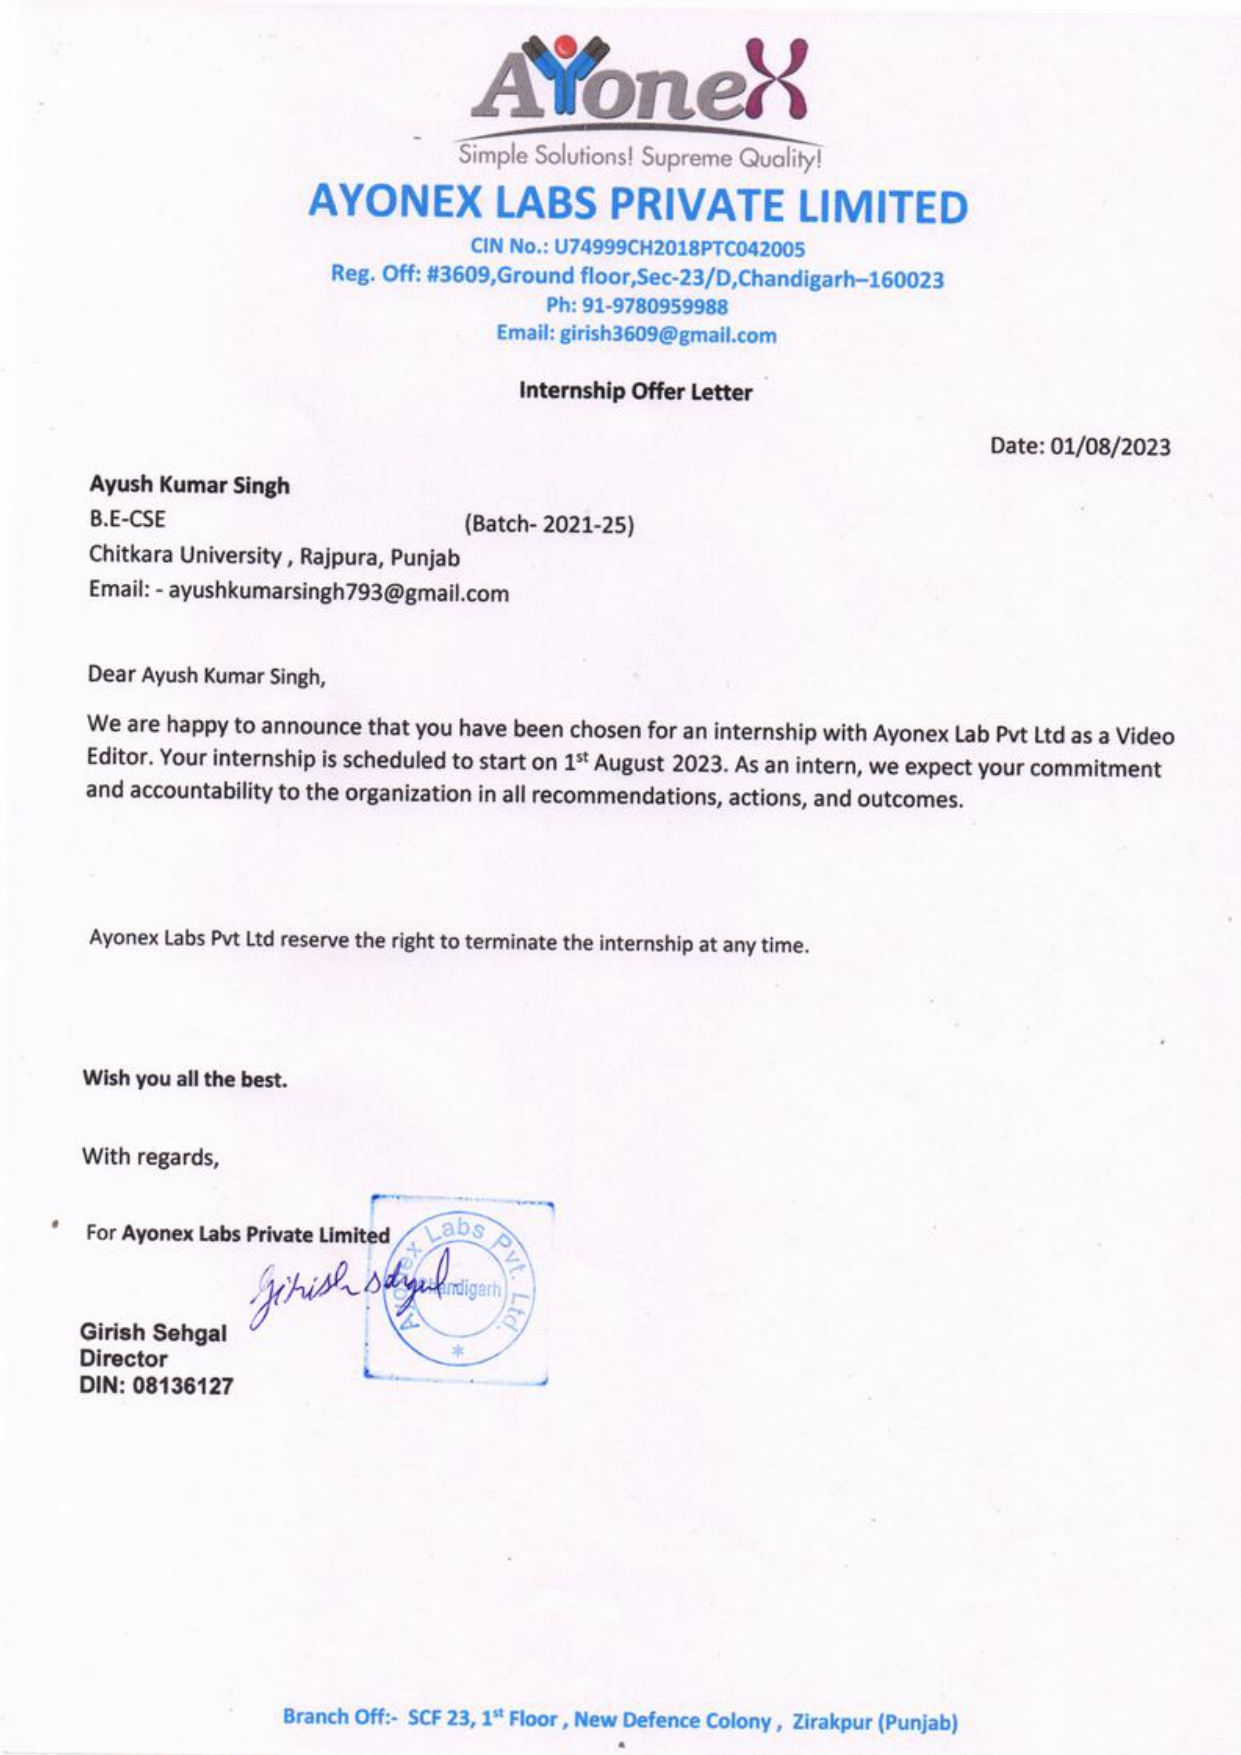 AYoneX
Simple Solutions! Supreme Quality!
AYONEX LABS PRIVATE LIMITED
CIN No.: U74999CH2018PTC042005
Reg. Off: #3609,Ground floor,Sec-23/D,Chandigarh–160023
Ph: 91-9780959988
Email: girish3609@gmail.com
Internship Offer Letter
Date: 01/08/2023
Ayush Kumar Singh
B.E-CSE (Batch- 2021-25)
Chitkara University , Rajpura, Punjab
Email: - ayushkumarsingh793@gmail.com
Dear Ayush Kumar Singh,
We are happy to announce that you have been chosen for an internship with Ayonex Lab Pvt Ltd as a Video
Editor. Your internship is scheduled to start on 1st August 2023. As an intern, we expect your commitment
and accountability to the organization in all recommendations, actions, and outcomes.
Ayonex Labs Pvt Ltd reserve the right to terminate the internship at any time.
Wish you all the best.
With regards,
For Ayonex Labs Private Limited
Ayonex Labs Pvt. Ltd.
Chandigarh
*
Girish Sehgal
Girish Sehgal
Director
DIN: 08136127
Branch Off:- SCF 23, 1st Floor , New Defence Colony , Zirakpur (Punjab)